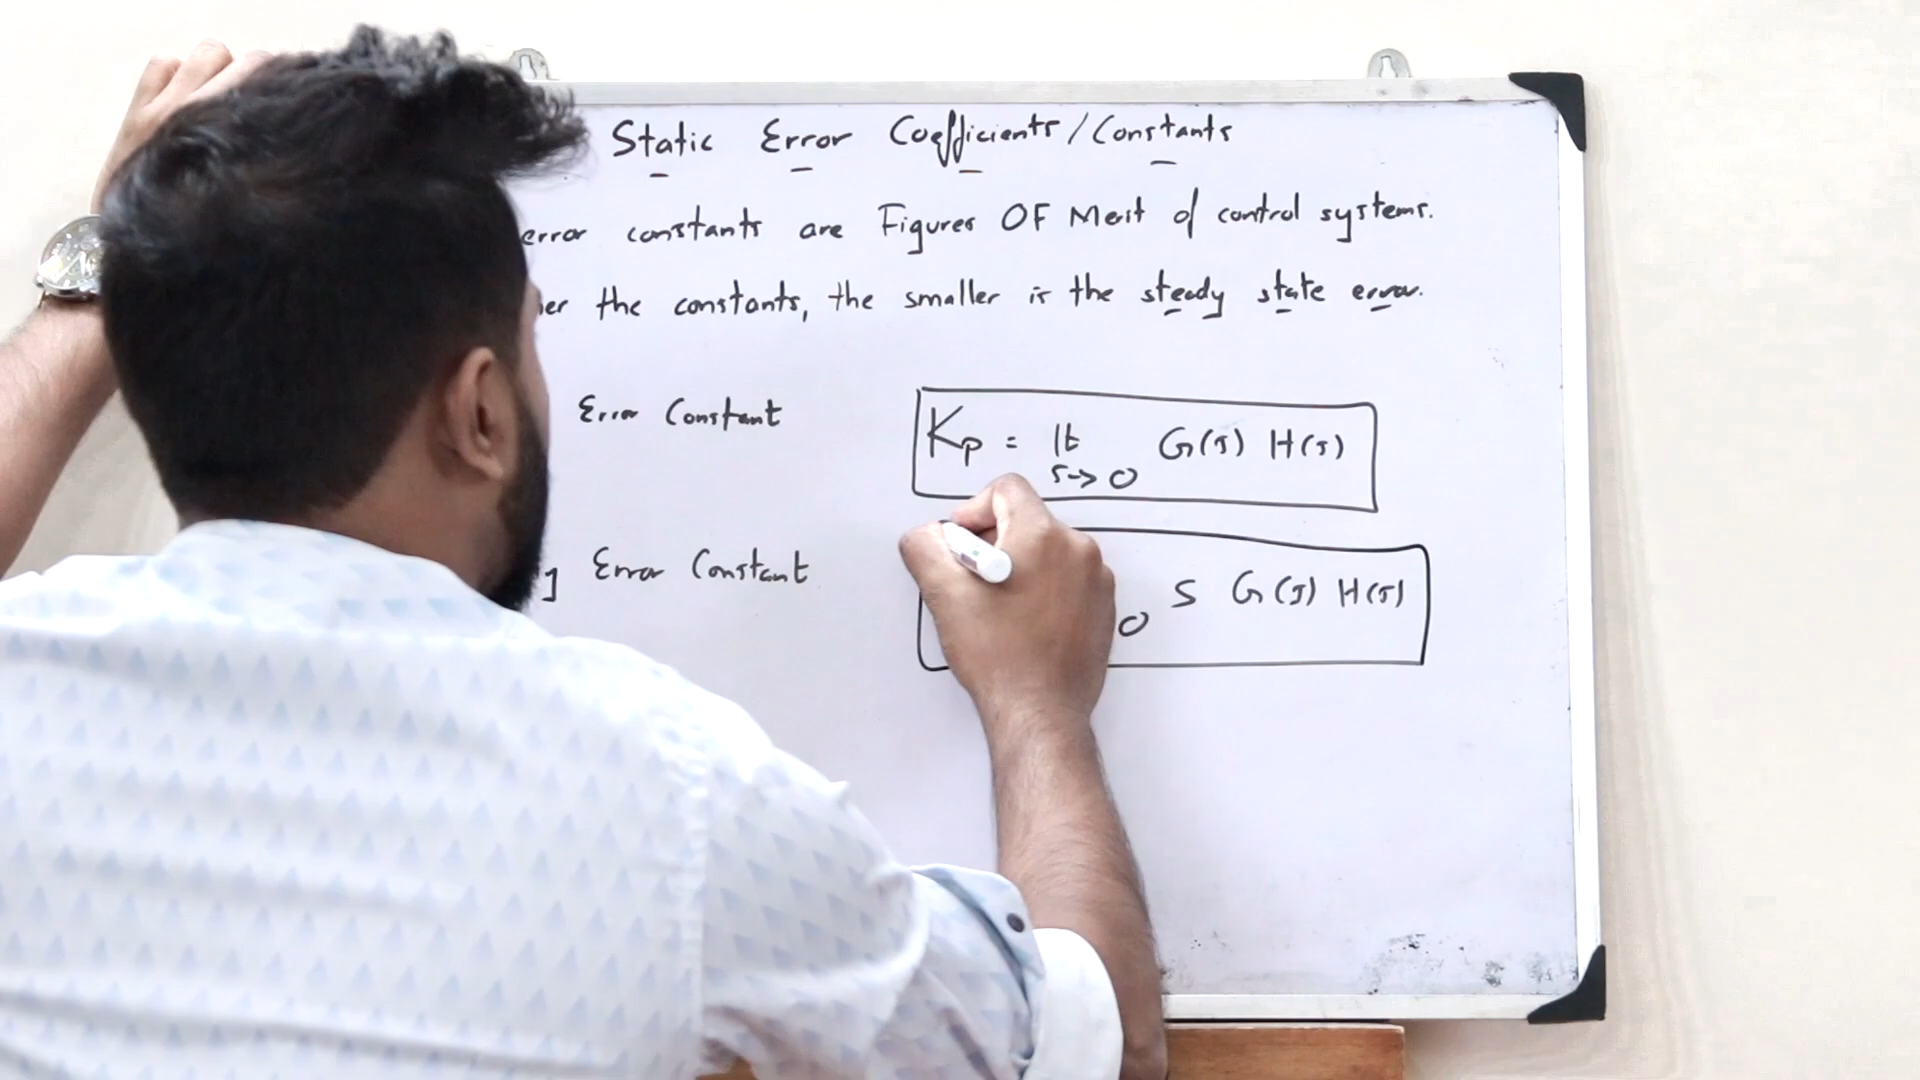 Static Error Coefficients/Constants
error constants are Figures OF Merit of control systems.
the constants, the smaller is the steady state error.
Error Constant
Kp = lt G(s) H(s)
s→0
Error Constant
S G(s) H(s)
0